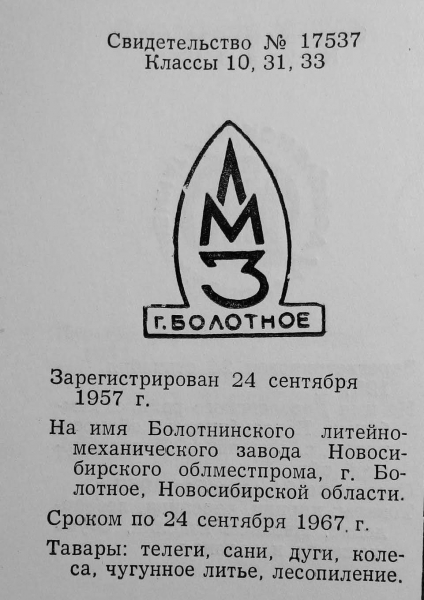 Свидетельство № 17537
Классы 10, 31, 33
Л
М
З
Г. БОЛОТНОЕ
Зарегистрирован 24 сентября
1957 г.
На имя Болотнинского литейно-
механического завода Новоси-
бирского облместпрома, г. Бо-
лотное, Новосибирской области.
Сроком по 24 сентября 1967 г.
Тавары: телеги, сани, дуги, коле-
са, чугунное литье, лесопиление.